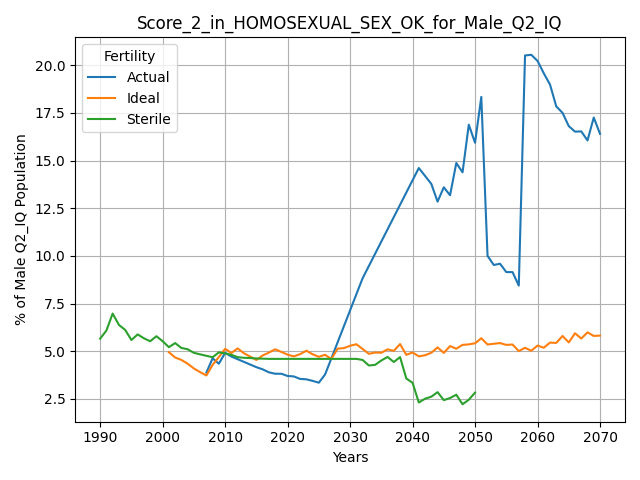 Score_2_in_HOMOSEXUAL_SEX_OK_for_Male_Q2_IQ
Fertility
Actual
Ideal
Sterile
% of Male Q2_IQ Population
20.0
17.5
15.0
12.5
10.0
7.5
5.0
2.5
1990 2000 2010 2020 2030 2040 2050 2060 2070
Years